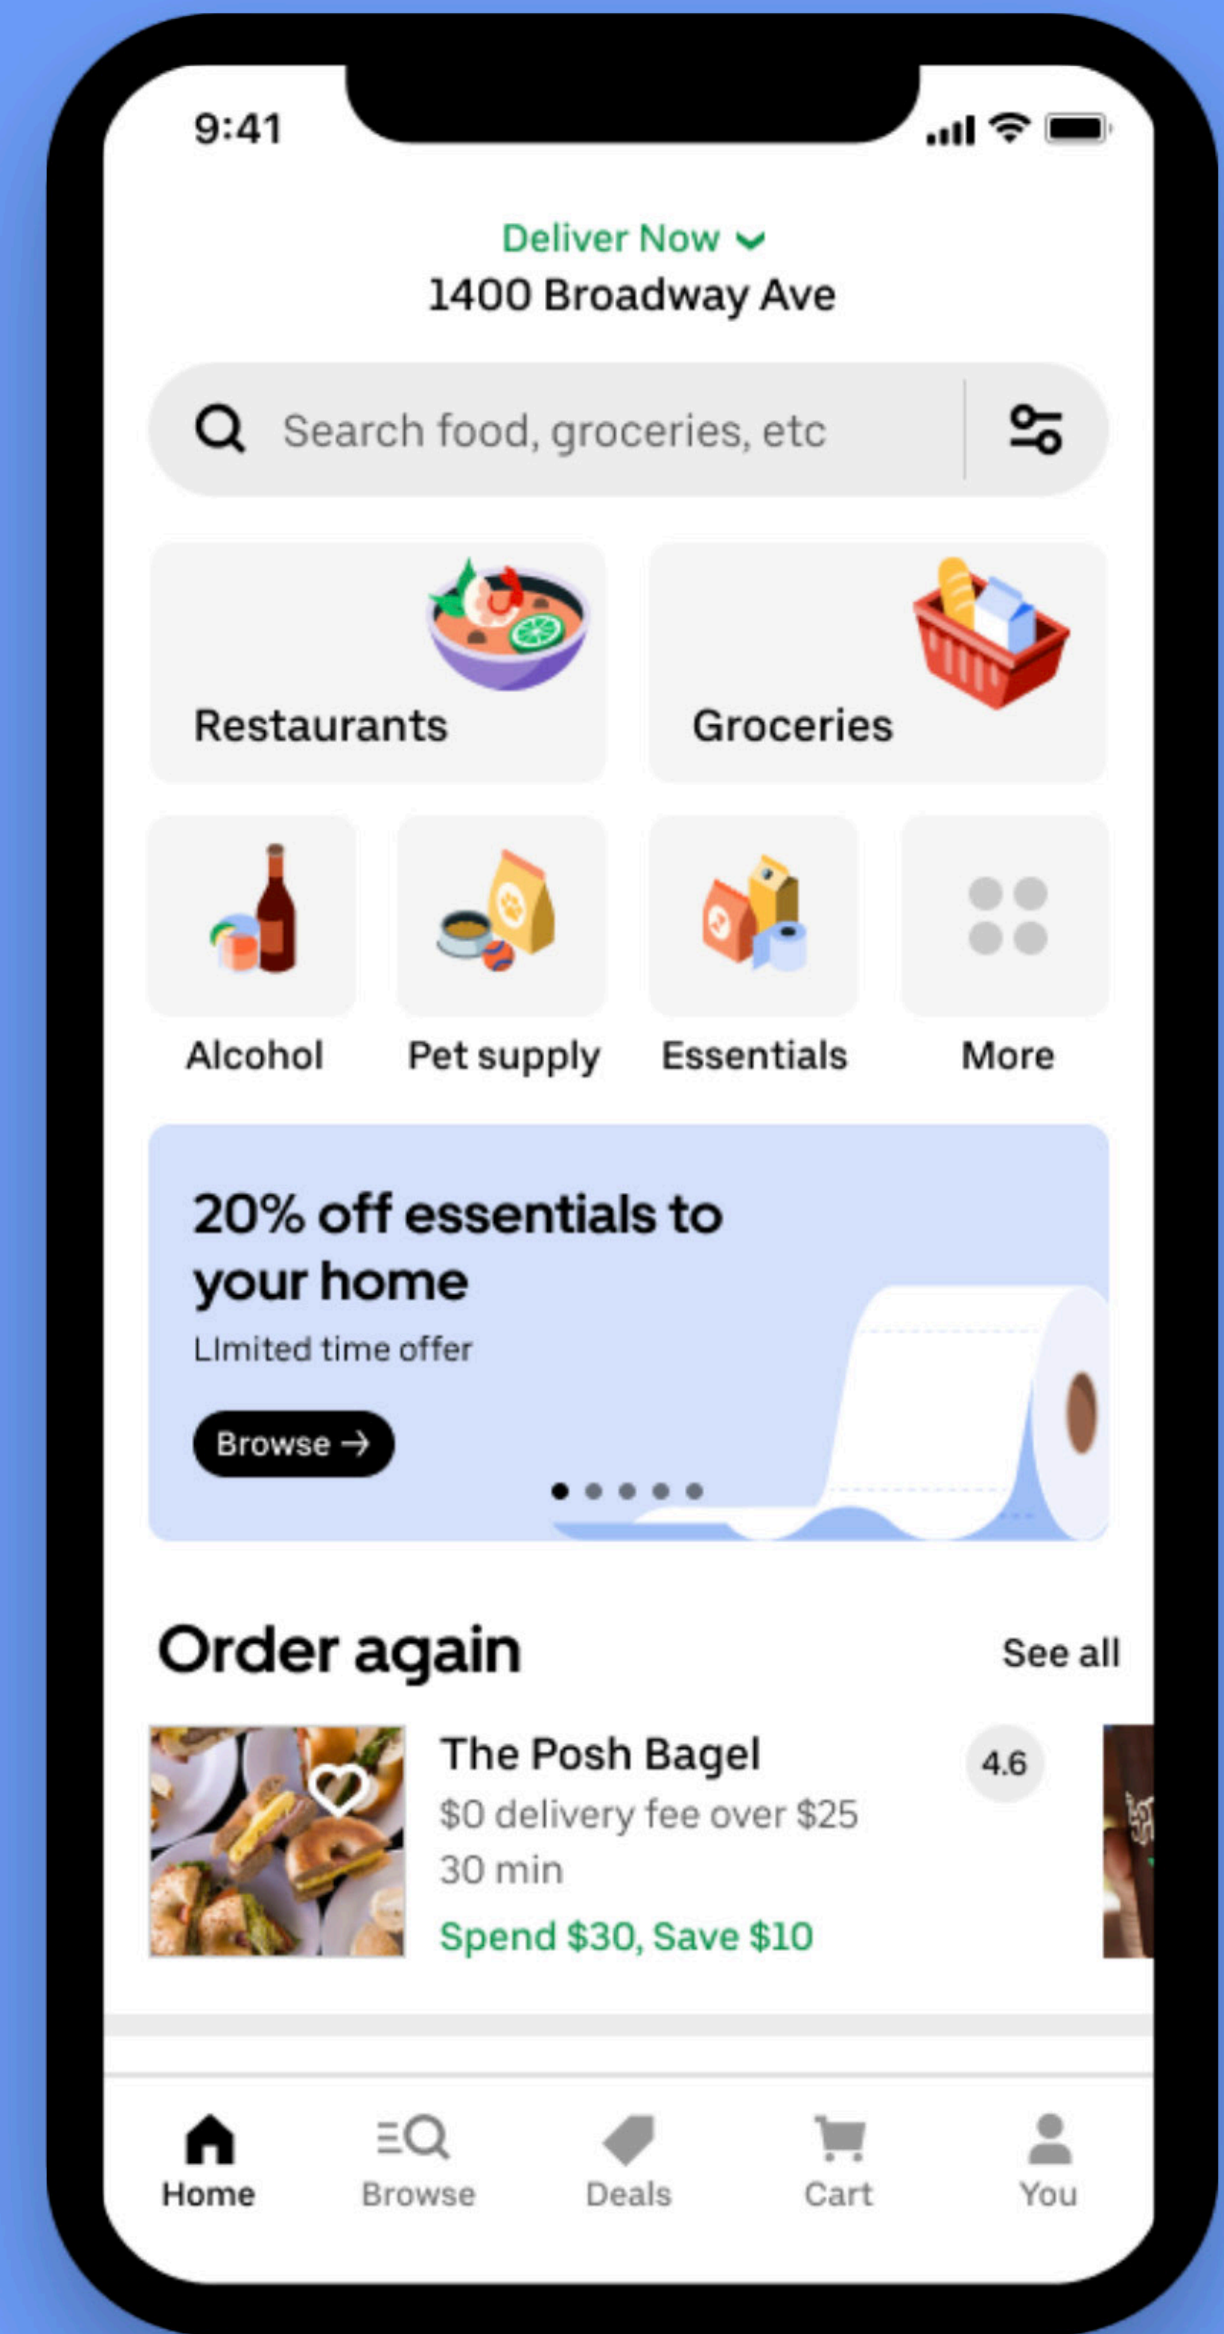 9:41
Deliver Now
1400 Broadway Ave
Search food, groceries, etc
Restaurants
Groceries
Alcohol
Pet supply
Essentials
More
20% off essentials to
your home
LImited time offer
Browse →
Order again
See all
The Posh Bagel
4.6
$0 delivery fee over $25
30 min
Spend $30, Save $10
Home
Browse
Deals
Cart
You